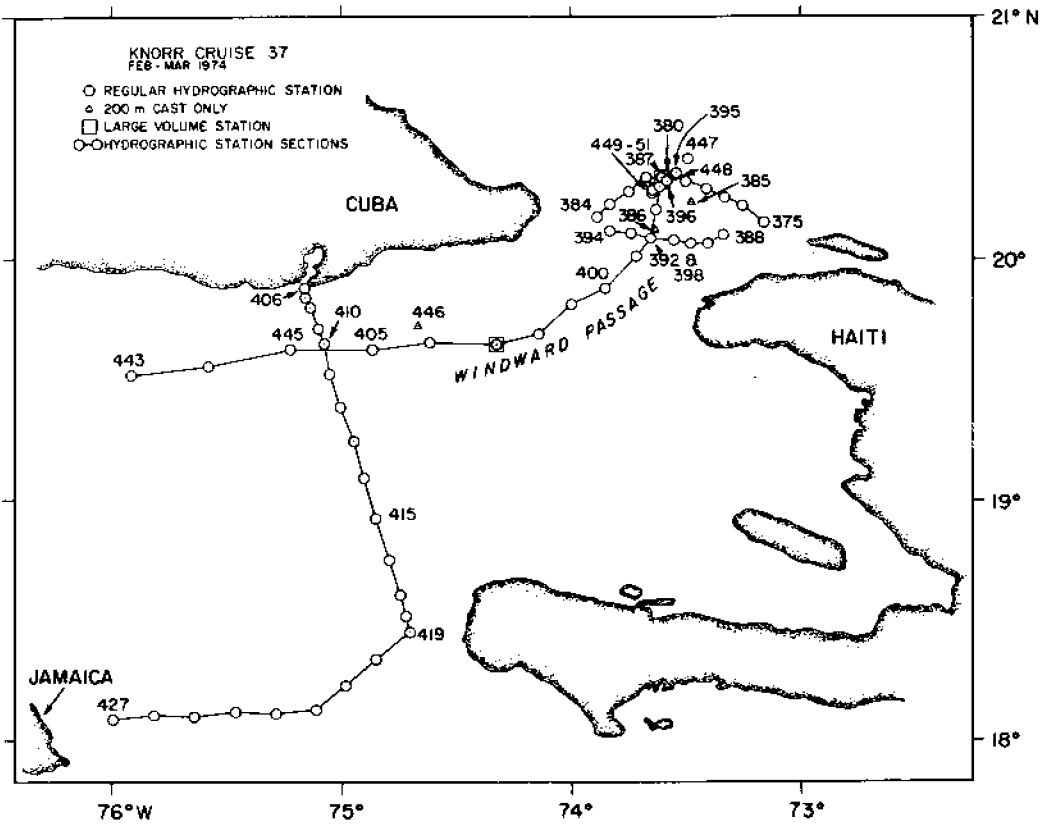 21° N
KNORR CRUISE 37
FEB - MAR 1974
REGULAR HYDROGRAPHIC STATION
200 m CAST ONLY
LARGE VOLUME STATION
HYDROGRAPHIC STATION SECTIONS
395
380
447
449-51
387
448
385
384
386
396
375
CUBA
394
388
20°
392 &
398
400
406
410
446
445
405
443
WINDWARD PASSAGE
HAITI
19°
415
419
JAMAICA
427
18°
76°W
75°
74°
73°